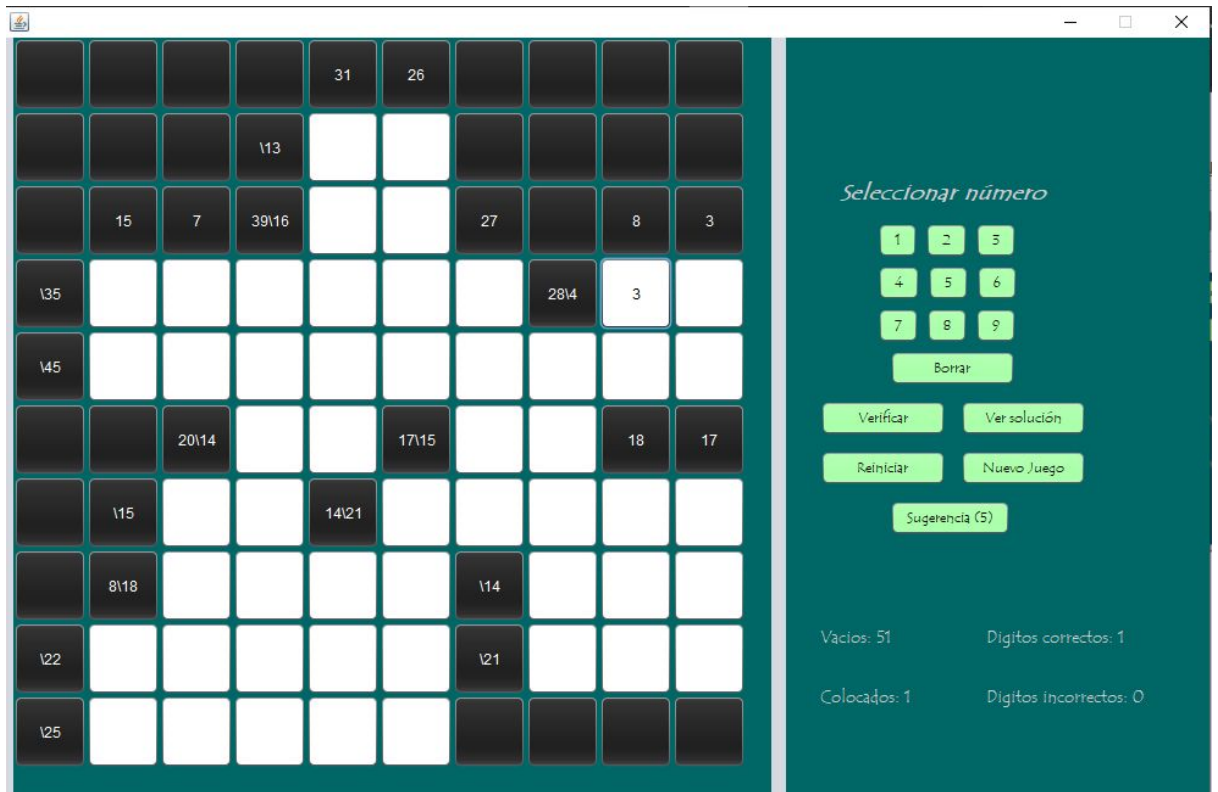 31 26
\13
15 7 39\16 27 8 3
\35 28\4 3
\45
20\14 17\15 18 17
\15 14\21
8\18 \14
\22 \21
\25
Seleccionar número
1 2 3
4 5 6
7 8 9
Borrar
Verificar Ver solución
Reiniciar Nuevo Juego
Sugerencia (5)
Vacios: 51 Digitos correctos: 1
Colocados: 1 Digitos incorrectos: 0